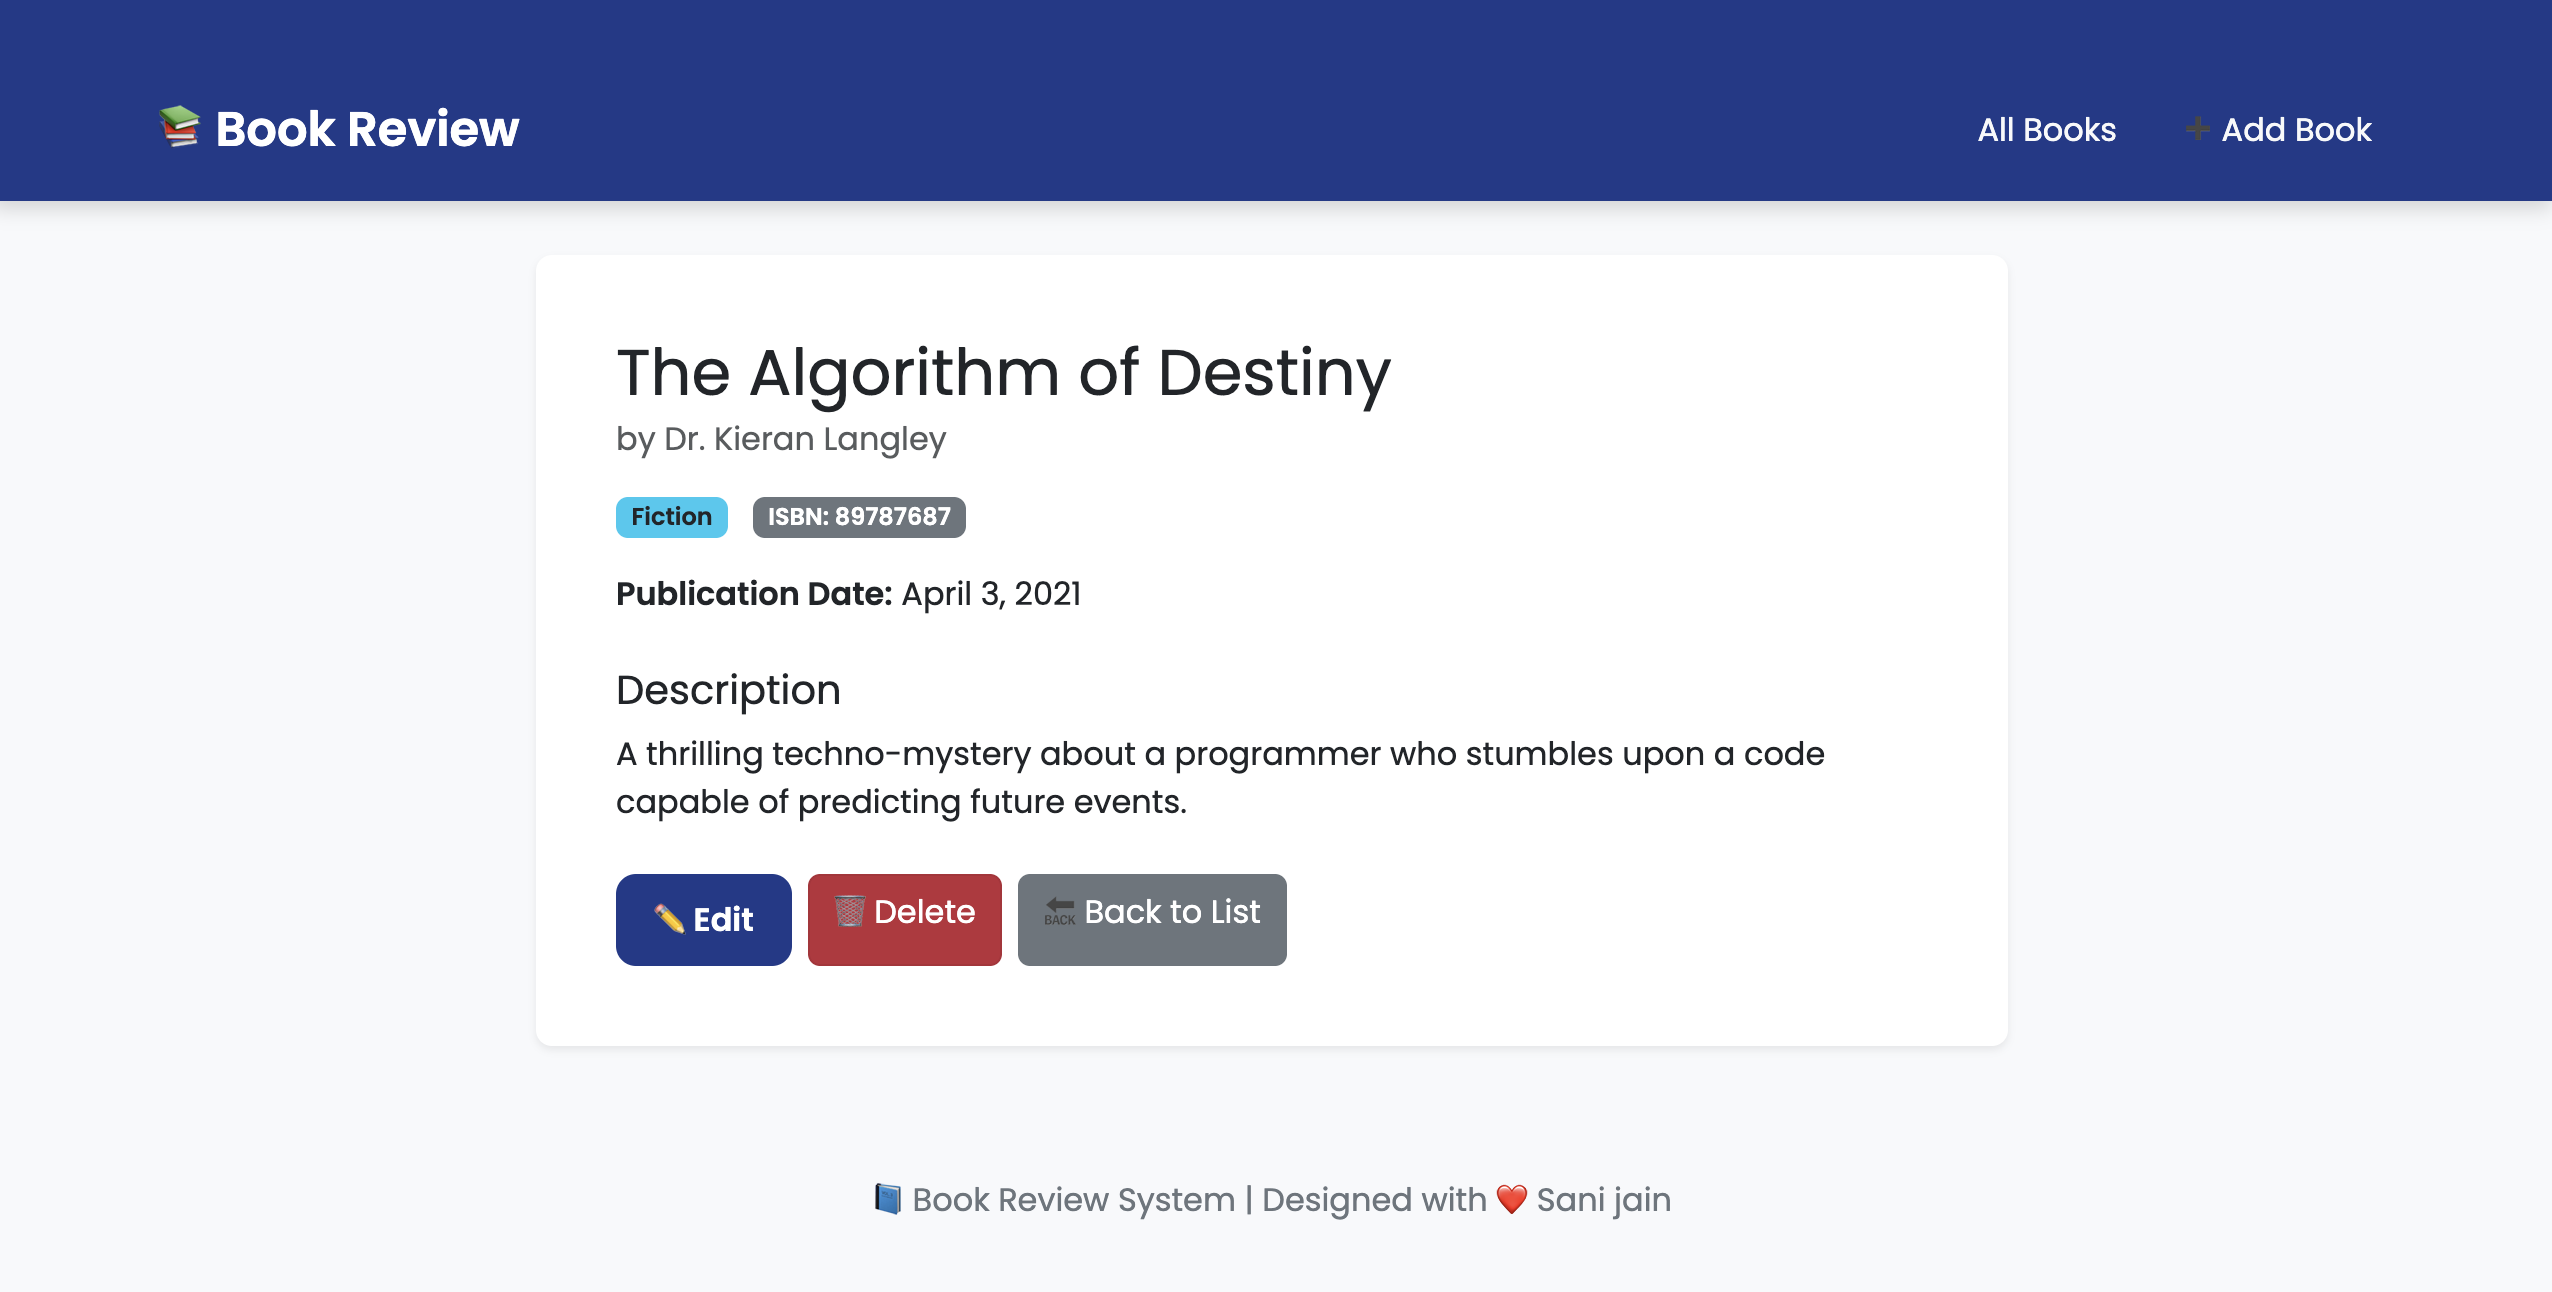 📚 Book Review
All Books
➕ Add Book
The Algorithm of Destiny
by Dr. Kieran Langley
Fiction
ISBN: 89787687
Publication Date: April 3, 2021
Description
A thrilling techno-mystery about a programmer who stumbles upon a code
capable of predicting future events.
✏️ Edit
🗑️ Delete
🔙 Back to List
📘 Book Review System | Designed with ❤️ Sani jain